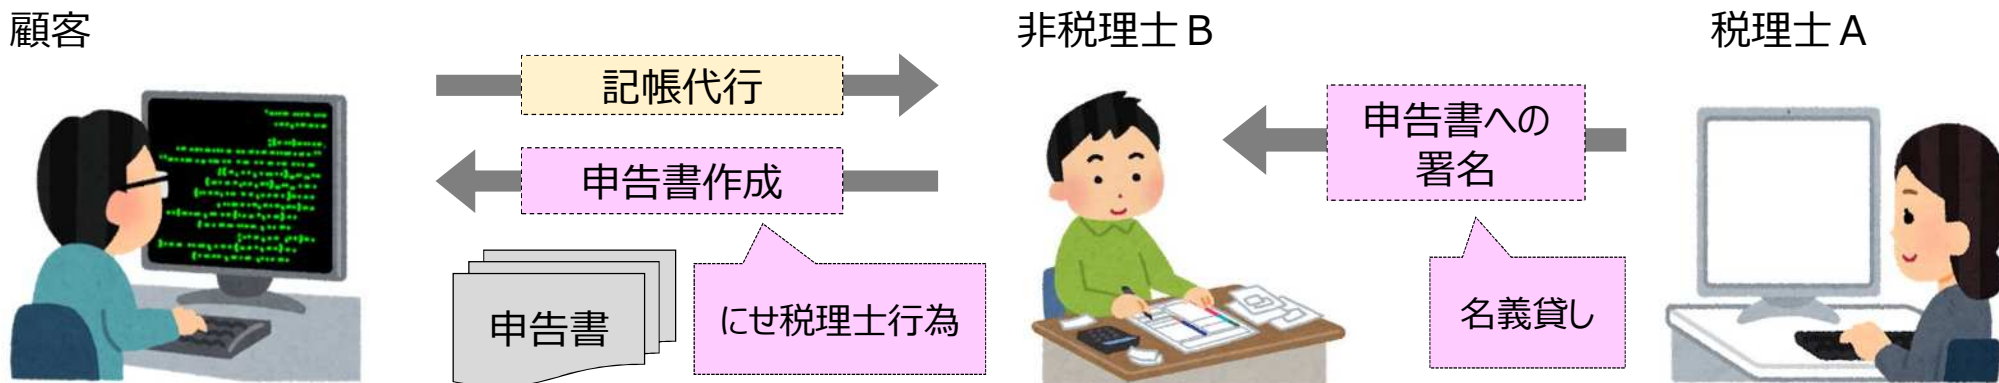 顧客
非税理士B
税理士A
記帳代行
申告書への
署名
申告書作成
申告書
にせ税理士行為
名義貸し